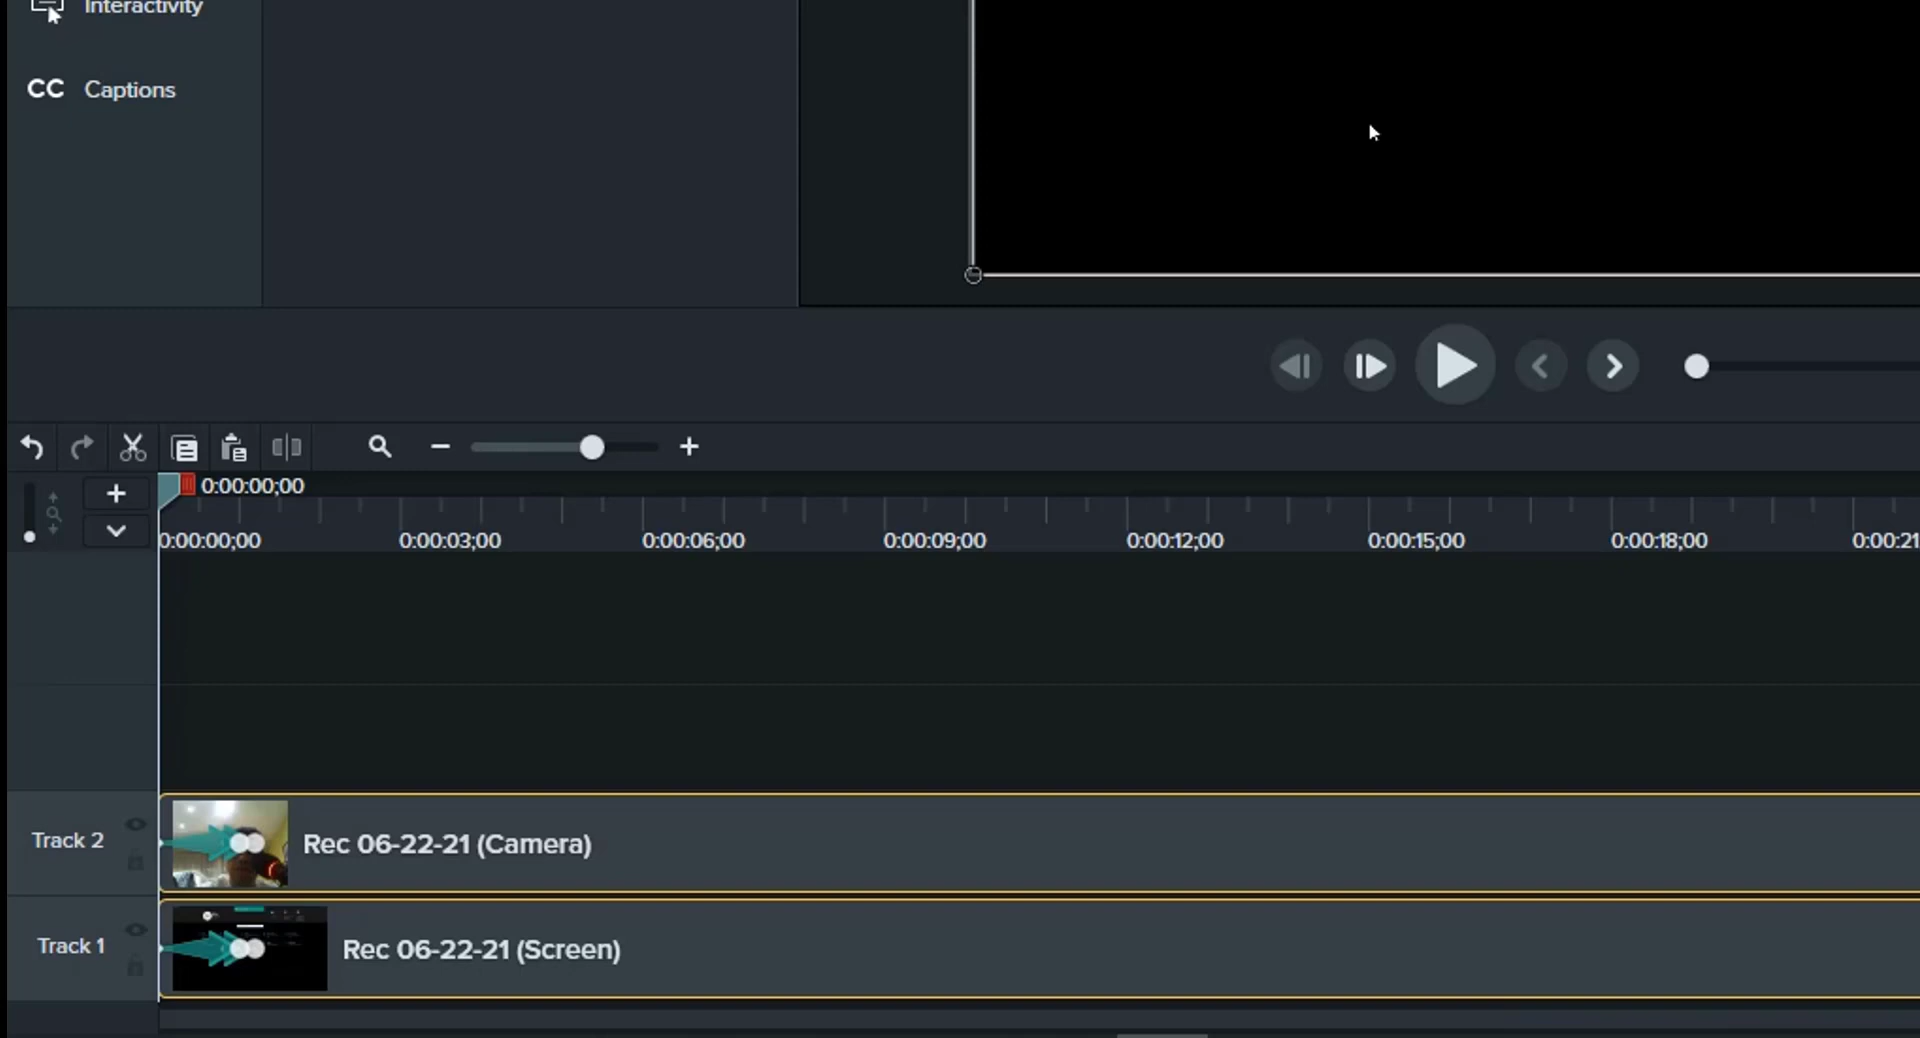 Interactivity
CC Captions
0:00:00;00
0:00:00;00 0:00:03;00 0:00:06;00 0:00:09;00 0:00:12;00 0:00:15;00 0:00:18;00 0:00:21
Track 2
Rec 06-22-21 (Camera)
Track 1
Rec 06-22-21 (Screen)